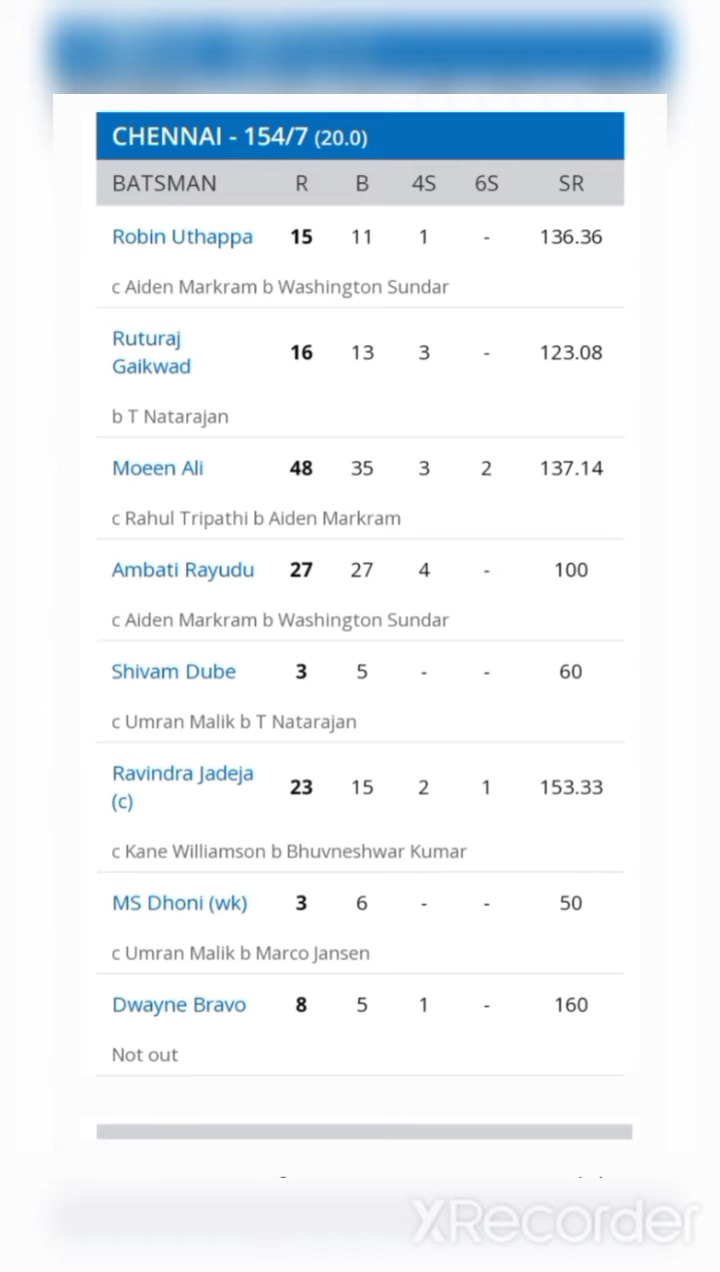 CHENNAI - 154/7 (20.0)
BATSMAN R B 4S 6S SR
Robin Uthappa 15 11 1 - 136.36
c Aiden Markram b Washington Sundar
Ruturaj
Gaikwad 16 13 3 - 123.08
b T Natarajan
Moeen Ali 48 35 3 2 137.14
c Rahul Tripathi b Aiden Markram
Ambati Rayudu 27 27 4 - 100
c Aiden Markram b Washington Sundar
Shivam Dube 3 5 - - 60
c Umran Malik b T Natarajan
Ravindra Jadeja
(c) 23 15 2 1 153.33
c Kane Williamson b Bhuvneshwar Kumar
MS Dhoni (wk) 3 6 - - 50
c Umran Malik b Marco Jansen
Dwayne Bravo 8 5 1 - 160
Not out
XRecorder